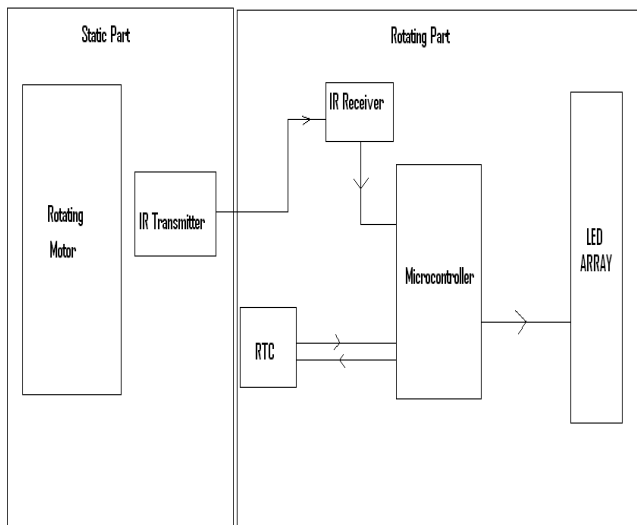 Static Part
Rotating Part
IR Receiver
Rotating
Motor
IR Transmitter
Microcontroller
LED
ARRAY
RTC